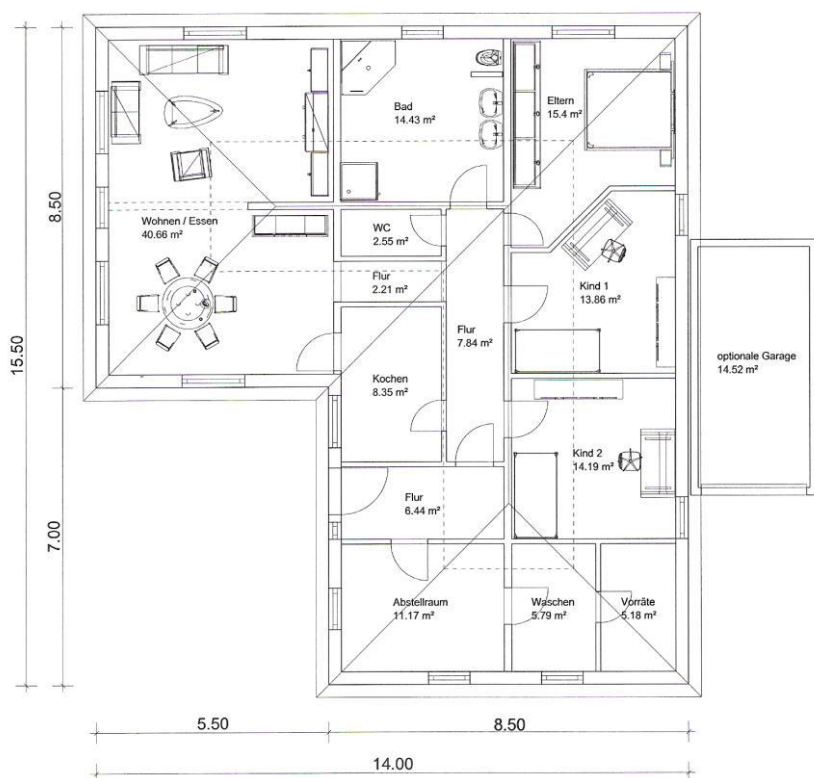 Bad
14.43 m²
Eltern
15.4 m²
Wohnen / Essen
40.66 m²
WC
2.55 m²
Flur
2.21 m²
Flur
7.84 m²
Kind 1
13.86 m²
optionale Garage
14.52 m²
Kochen
8.35 m²
Kind 2
14.19 m²
Flur
6.44 m²
Abstellraum
11.17 m²
Waschen
5.79 m²
Vorräte
5.18 m²
15.50
8.50
7.00
5.50
8.50
14.00